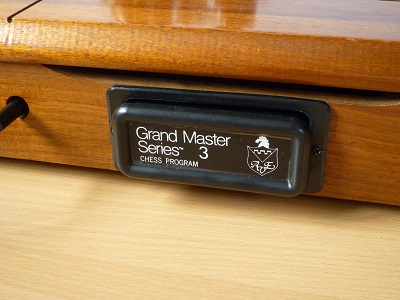 Grand Master
Series™ 3
CHESS PROGRAM